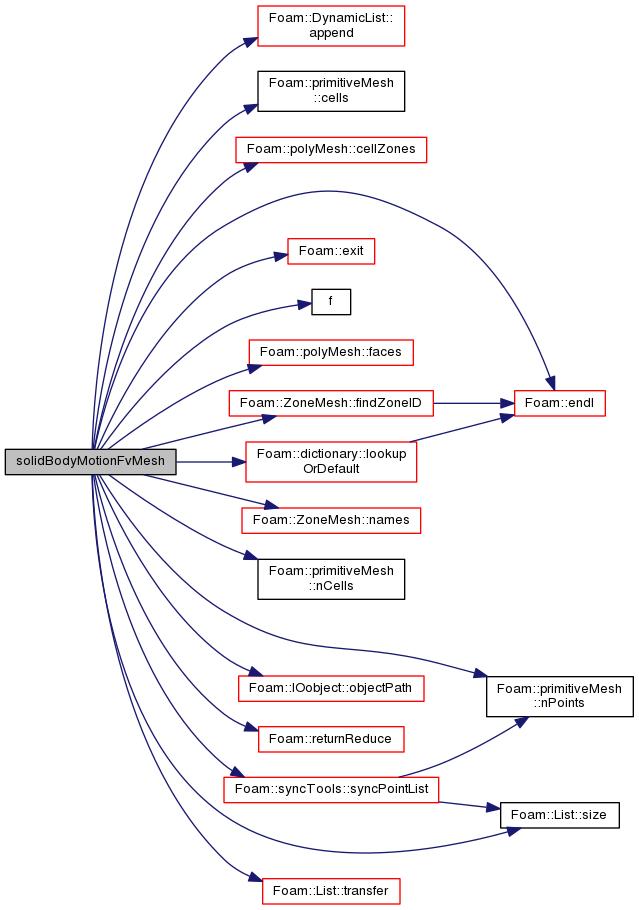 Foam::DynamicList::
append
Foam::primitiveMesh
::cells
Foam::polyMesh::cellZones
Foam::exit
f
Foam::polyMesh::faces
Foam::ZoneMesh::findZoneID
Foam::endl
Foam::dictionary::lookup
OrDefault
solidBodyMotionFvMesh
Foam::ZoneMesh::names
Foam::primitiveMesh
::nCells
Foam::IOobject::objectPath
Foam::primitiveMesh
::nPoints
Foam::returnReduce
Foam::syncTools::syncPointList
Foam::List::size
Foam::List::transfer